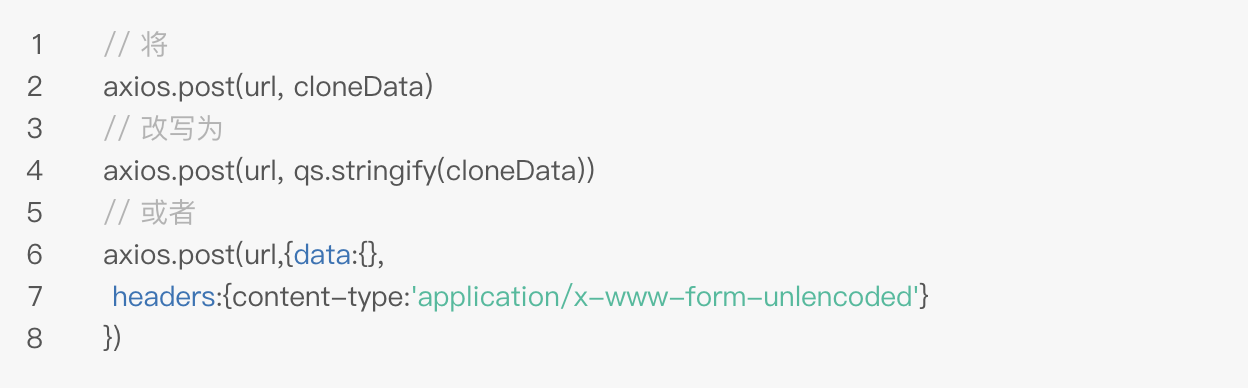 1 // 将
2 axios.post(url, cloneData)
3 // 改写为
4 axios.post(url, qs.stringify(cloneData))
5 // 或者
6 axios.post(url,{data:{},
7 headers:{content-type:'application/x-www-form-unlencoded'}
8 })